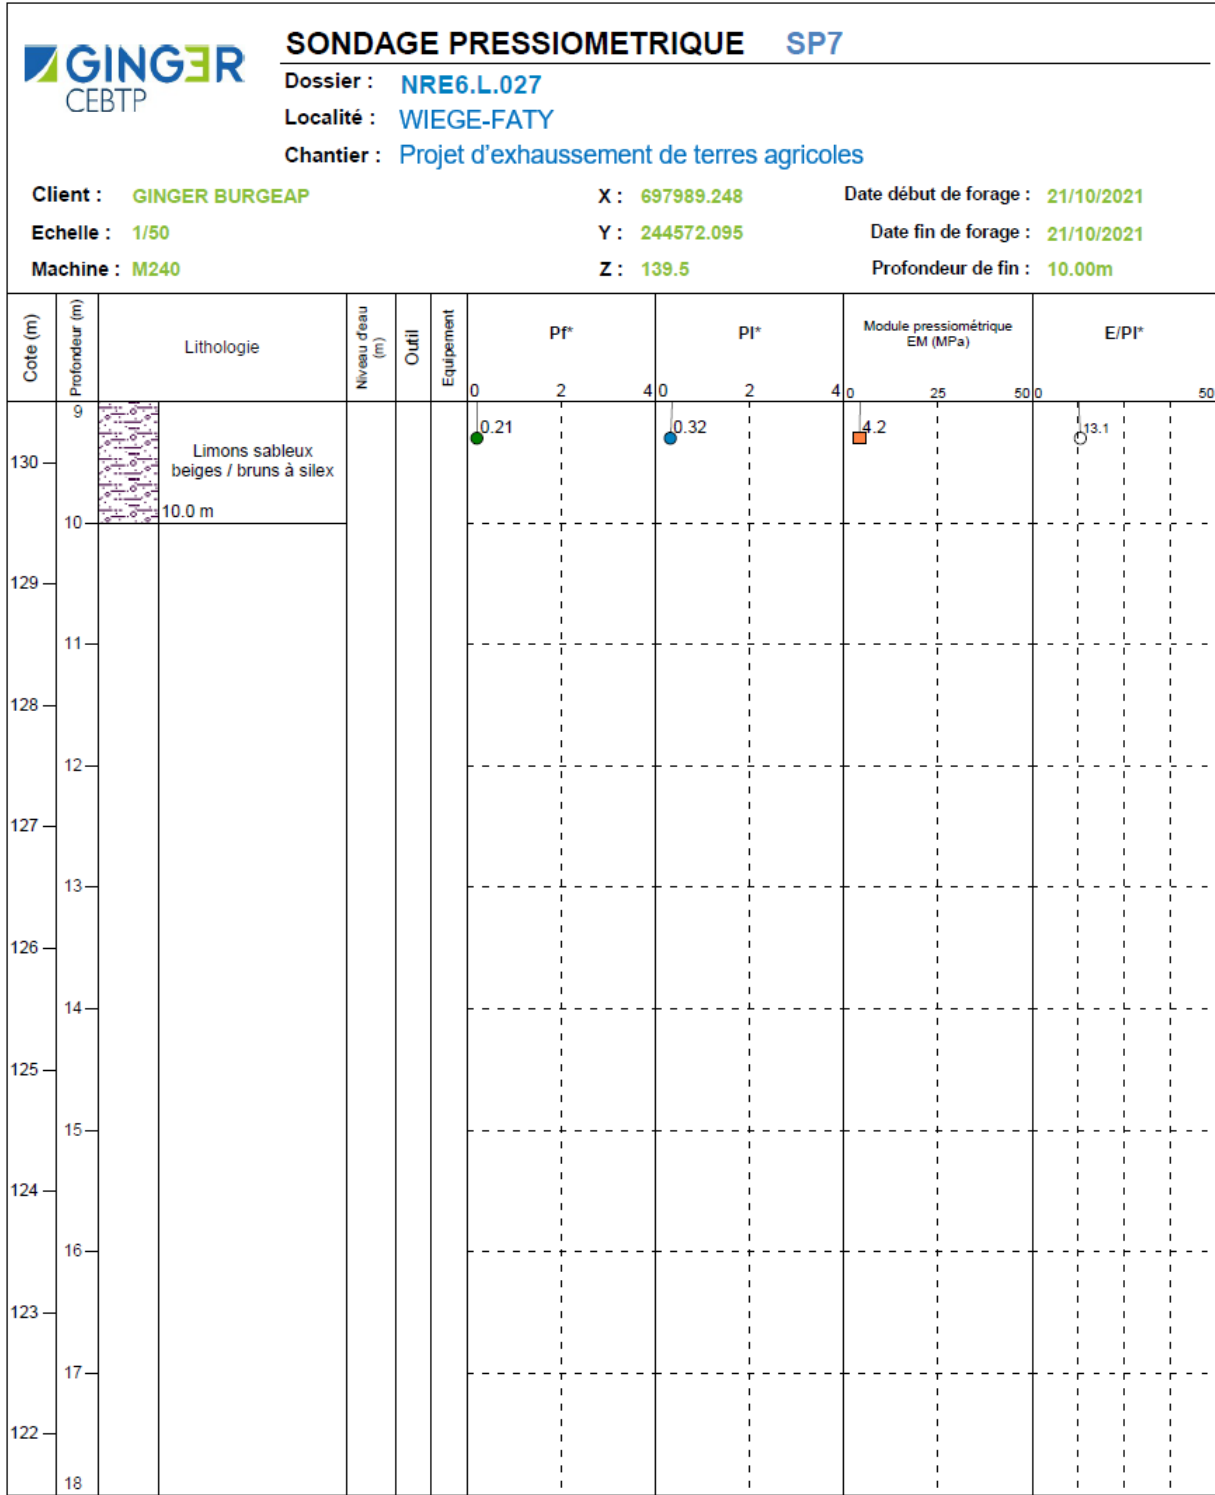 GINGER
CEBTP
SONDAGE PRESSIOMETRIQUE SP7
Dossier : NRE6.L.027
Localité : WIEGE-FATY
Chantier : Projet d'exhaussement de terres agricoles
Client : GINGER BURGEAP X : 697989.248 Date début de forage : 21/10/2021
Echelle : 1/50 Y : 244572.095 Date fin de forage : 21/10/2021
Machine : M240 Z : 139.5 Profondeur de fin : 10.00m
Cote (m)
Profondeur (m)
Lithologie
Niveau d'eau
(m)
Outil
Equipement
Pf*
Pl*
Module pressiométrique
EM (MPa)
E/Pl*
0 2 4 0 2 4 0 25 50 0 50
9
0.21 0.32 4.2 13.1
Limons sableux
130
beiges / bruns à silex
10.0 m
10
129
11
128
12
127
13
126
14
125
15
124
16
123
17
122
18